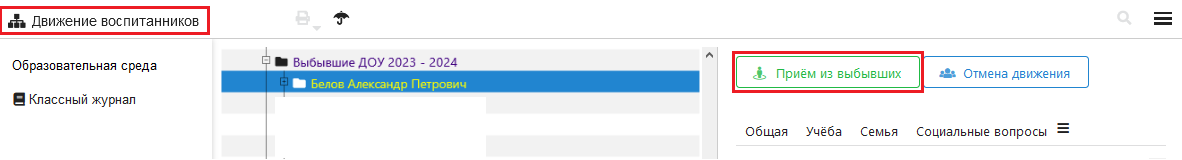 Движение воспитанников
Образовательная среда
Классный журнал
Выбывшие ДОУ 2023 - 2024
Белов Александр Петрович
Приём из выбывших
Отмена движения
Общая Учёба Семья Социальные вопросы